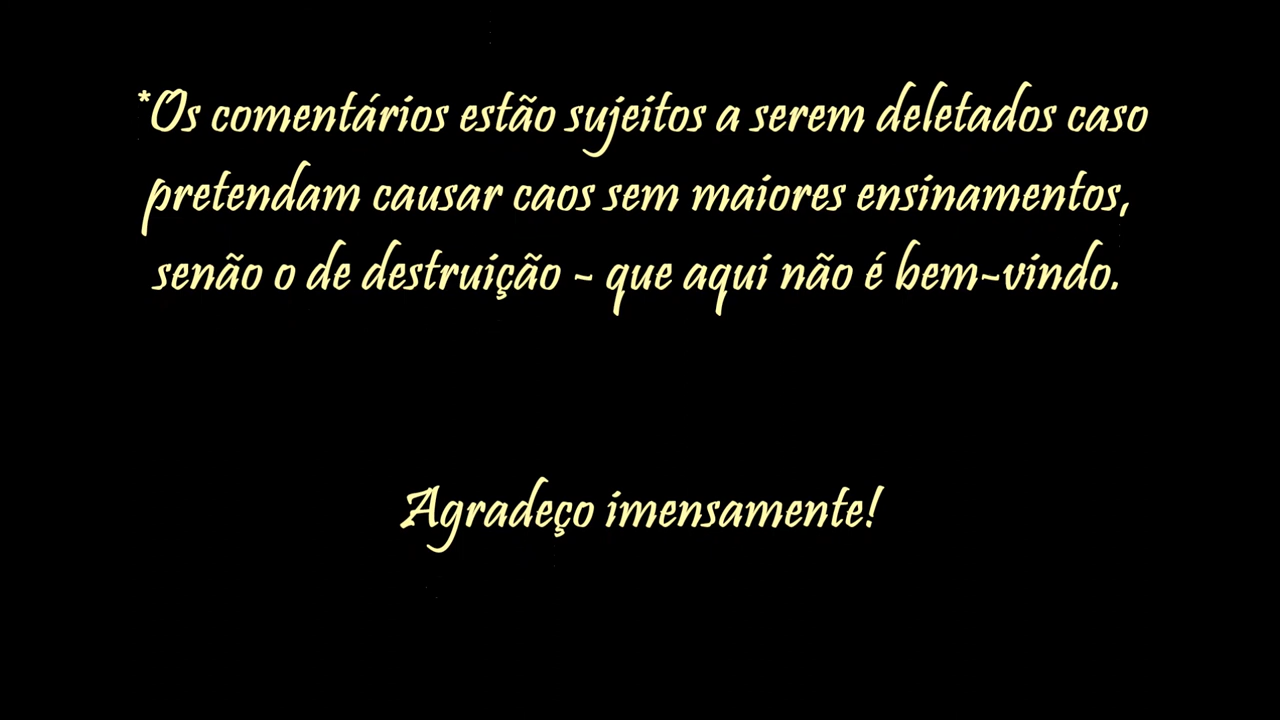 *Os comentários estão sujeitos a serem deletados caso
pretendam causar caos sem maiores ensinamentos,
senão o de destruição - que aqui não é bem-vindo.
Agradeço imensamente!